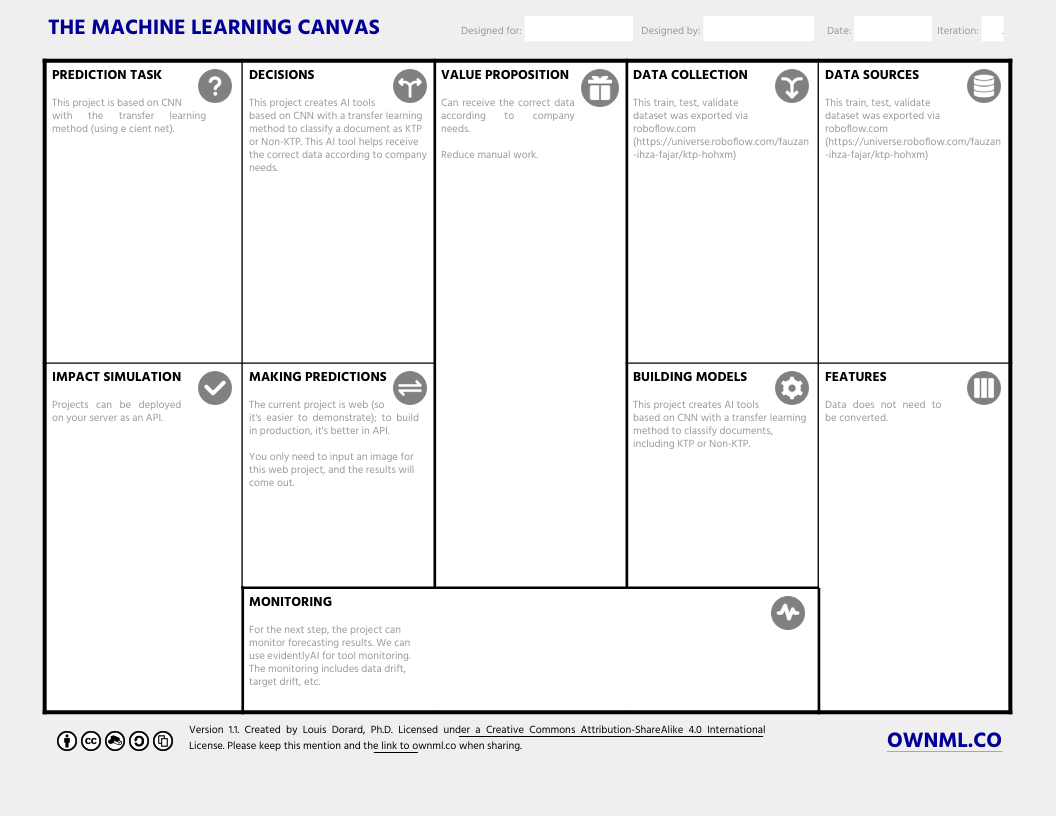 THE MACHINE LEARNING CANVAS
Designed for:
Designed by:
Date:
Iteration:
.
PREDICTION TASK
This project is based on CNN
with the transfer learning
method (using e cient net).
DECISIONS
This project creates AI tools
based on CNN with a transfer learning
method to classify a document as KTP
or Non-KTP. This AI tool helps receive
the correct data according to company
needs.
VALUE PROPOSITION
Can receive the correct data
according to company
needs.
Reduce manual work.
DATA COLLECTION
This train, test, validate
dataset was exported via
roboflow.com
(https://universe.roboflow.com/fauzan
-ihza-fajar/ktp-hohxm)
DATA SOURCES
This train, test, validate
dataset was exported via
roboflow.com
(https://universe.roboflow.com/fauzan
-ihza-fajar/ktp-hohxm)
IMPACT SIMULATION
Projects can be deployed
on your server as an API.
MAKING PREDICTIONS
The current project is web (so
it's easier to demonstrate); to build
in production, it's better in API.
You only need to input an image for
this web project, and the results will
come out.
BUILDING MODELS
This project creates AI tools
based on CNN with a transfer learning
method to classify documents,
including KTP or Non-KTP.
FEATURES
Data does not need to
be converted.
MONITORING
For the next step, the project can
monitor forecasting results. We can
use evidentlyAI for tool monitoring.
The monitoring includes data drift,
target drift, etc.
cc
Version 1.1. Created by Louis Dorard, Ph.D. Licensed under a Creative Commons Attribution-ShareAlike 4.0 International
License. Please keep this mention and the link to ownml.co when sharing.
OWNML.CO